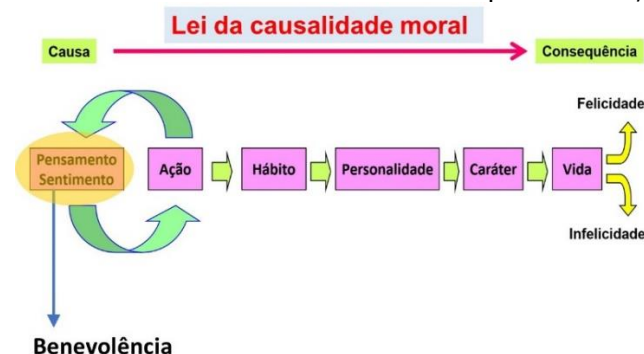 Lei da causalidade moral
Causa
Consequência
Felicidade
Pensamento
Sentimento
Ação
Hábito
Personalidade
Caráter
Vida
Infelicidade
Benevolência